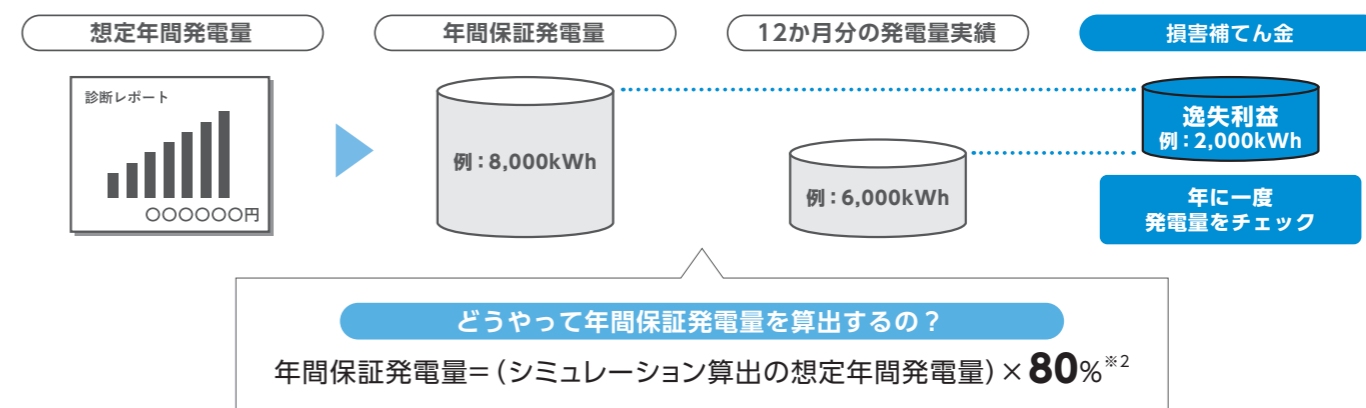 想定年間発電量
年間保証発電量
12か月分の発電量実績
損害補てん金
診断レポート
〇〇〇〇〇〇円
例：8,000kWh
例：6,000kWh
逸失利益
例：2,000kWh
年に一度
発電量をチェック
どうやって年間保証発電量を算出するの？
年間保証発電量＝（シミュレーション算出の想定年間発電量）×80%※2